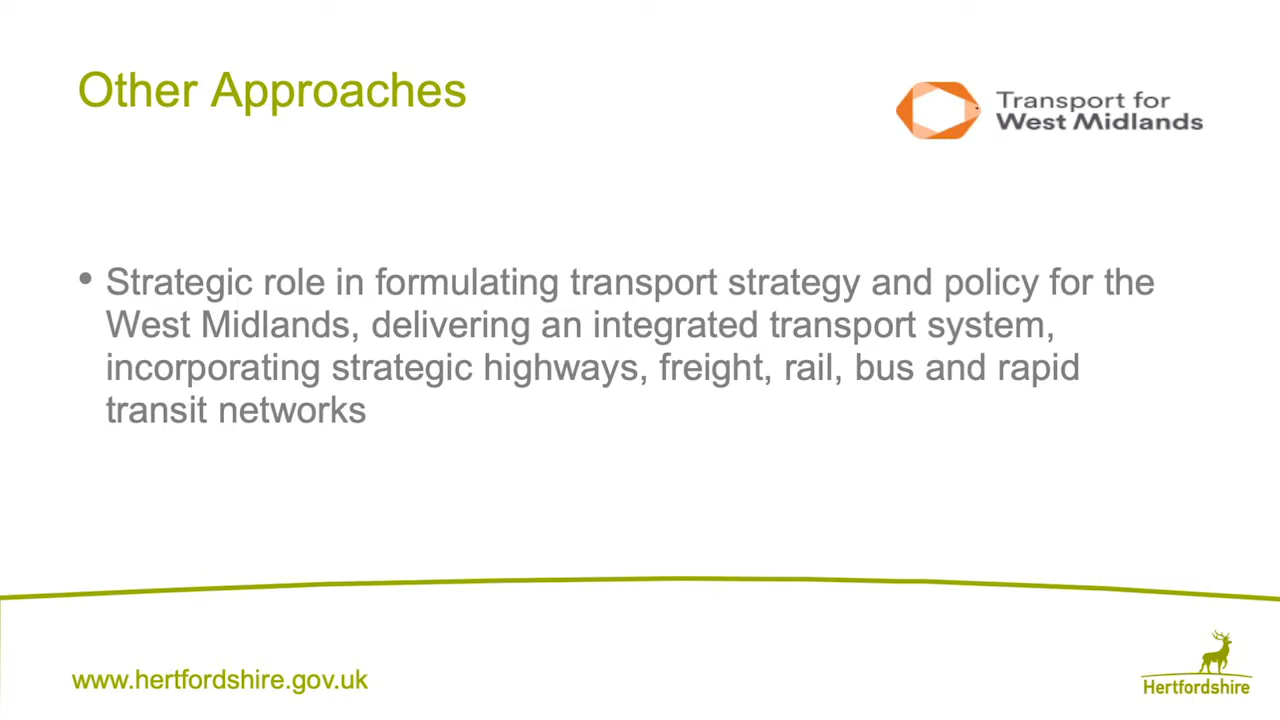 Other Approaches
Transport for
West Midlands
• Strategic role in formulating transport strategy and policy for the
West Midlands, delivering an integrated transport system,
incorporating strategic highways, freight, rail, bus and rapid
transit networks
www.hertfordshire.gov.uk
Hertfordshire